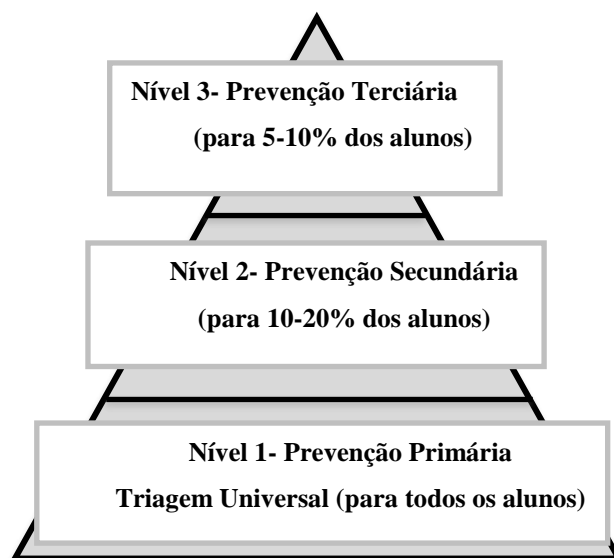 Nível 3- Prevenção Terciária
(para 5-10% dos alunos)
Nível 2- Prevenção Secundária
(para 10-20% dos alunos)
Nível 1- Prevenção Primária
Triagem Universal (para todos os alunos)